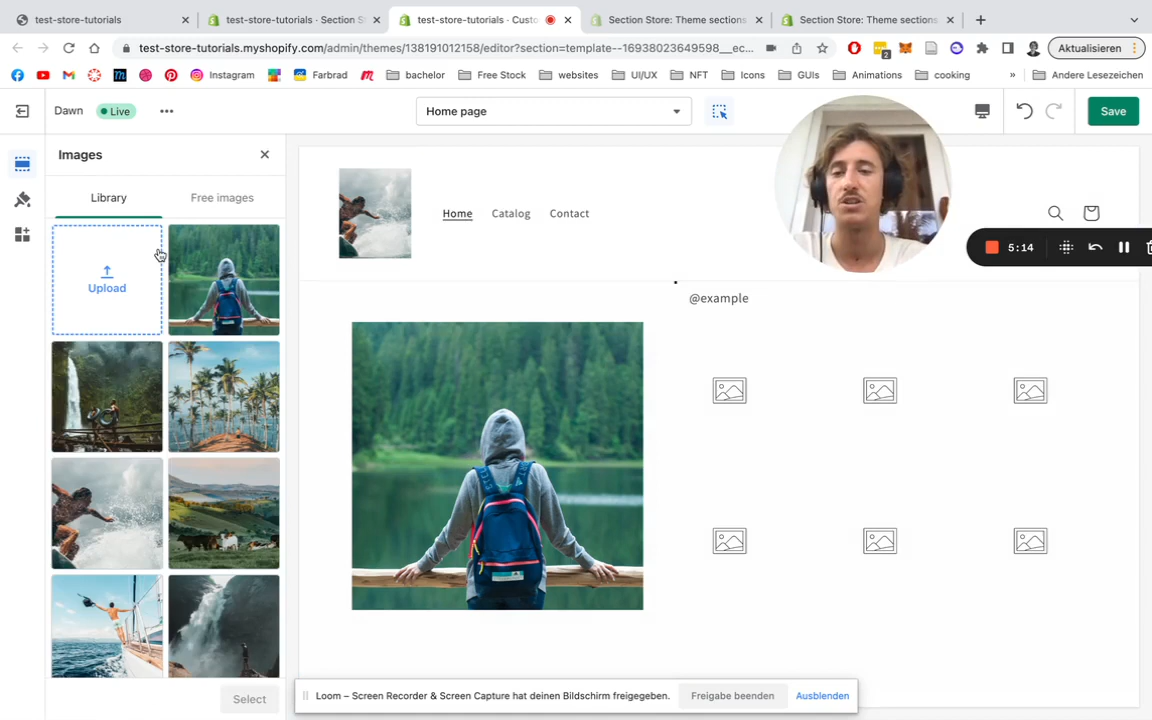 test-store-tutorials
test-store-tutorials · Section S
test-store-tutorials · Custo
Section Store: Theme sections
Section Store: Theme sections
test-store-tutorials.myshopify.com/admin/themes/138191012158/editor?section=template--16938023649598__ec...
2
Aktualisieren
Instagram
Farbrad
bachelor
Free Stock
websites
UI/UX
NFT
Icons
GUIs
Animations
cooking
»
Andere Lesezeichen
Dawn
Live
Home page
Save
Images
Library
Free images
Home
Catalog
Contact
5:14
Upload
@example
Select
Loom – Screen Recorder & Screen Capture hat deinen Bildschirm freigegeben.
Freigabe beenden
Ausblenden